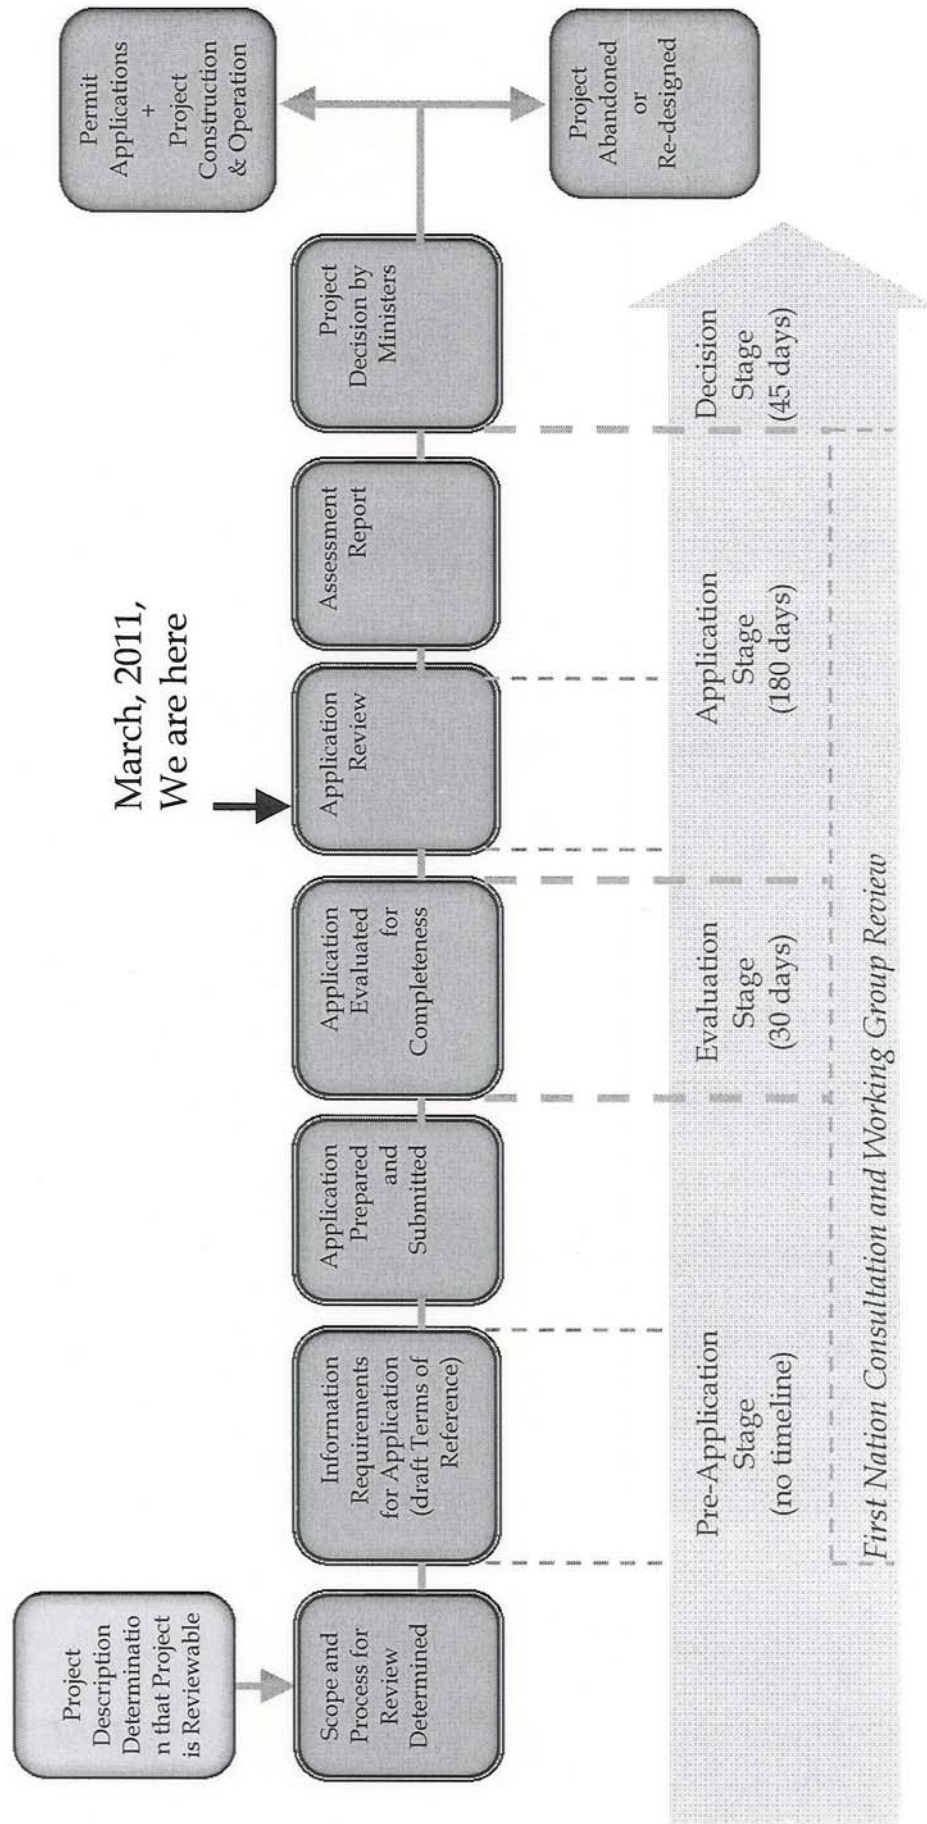 Project
Description
Determinatio
n that Project
is Reviewable
Scope and
Process for
Review
Determined
Information
Requirements
for Application
(draft Terms of
Reference)
Application
Prepared
and
Submitted
Application
Evaluated
for
Completeness
March, 2011,
We are here
Application
Review
Assessment
Report
Project
Decision by
Ministers
Permit
Applications
+
Project
Construction
& Operation
Project
Abandoned
or
Re-designed
Pre-Application
Stage
(no timeline)
Evaluation
Stage
(30 days)
Application
Stage
(180 days)
Decision
Stage
(45 days)
First Nation Consultation and Working Group Review